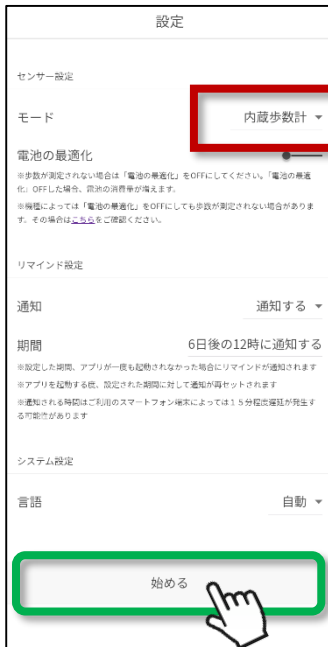 設定
センサー設定
モード 内蔵歩数計
電池の最適化
※歩数が測定されない場合は「電池の最適化」をOFFにしてください。「電池の最適
化」OFFした場合、電池の消費量が増えます。
※機種によっては「電池の最適化」をOFFにしても歩数が測定されない場合がありま
す。その場合はこちらをご確認ください。
リマインド設定
通知 通知する
期間 6日後の12時に通知する
※設定した期間、アプリが一度も起動されなかった場合にリマインドが通知されます
※アプリを起動する度、設定された期間に対して通知が再セットされます
※通知される時間はご利用のスマートフォン端末によっては１５分程度遅延が発生す
る可能性があります
システム設定
言語 自動
始める